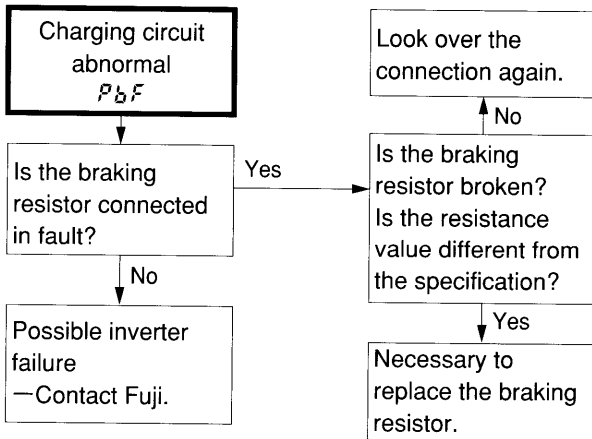 Charging circuit
abnormal
PbF
Is the braking
resistor connected
in fault?
Yes
No
Possible inverter
failure
—Contact Fuji.
Look over the
connection again.
No
Is the braking
resistor broken?
Is the resistance
value different from
the specification?
Yes
Necessary to
replace the braking
resistor.